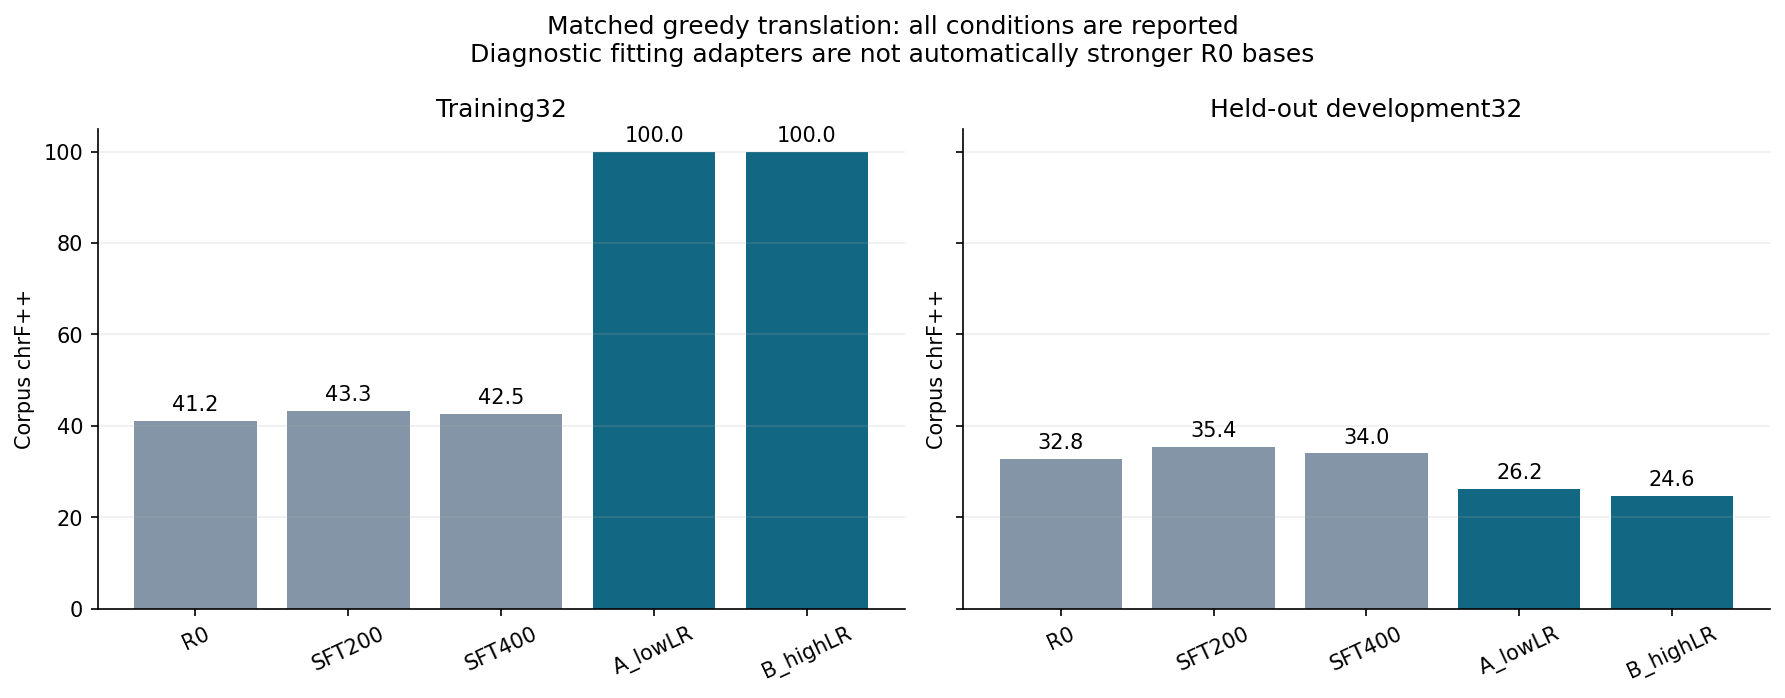 Matched greedy translation: all conditions are reported
Diagnostic fitting adapters are not automatically stronger R0 bases
Training32
Corpus chrF++
100
80
60
40
20
0
41.2
43.3
42.5
100.0
100.0
R0
SFT200
SFT400
A_lowLR
B_highLR
Held-out development32
Corpus chrF++
32.8
35.4
34.0
26.2
24.6
R0
SFT200
SFT400
A_lowLR
B_highLR